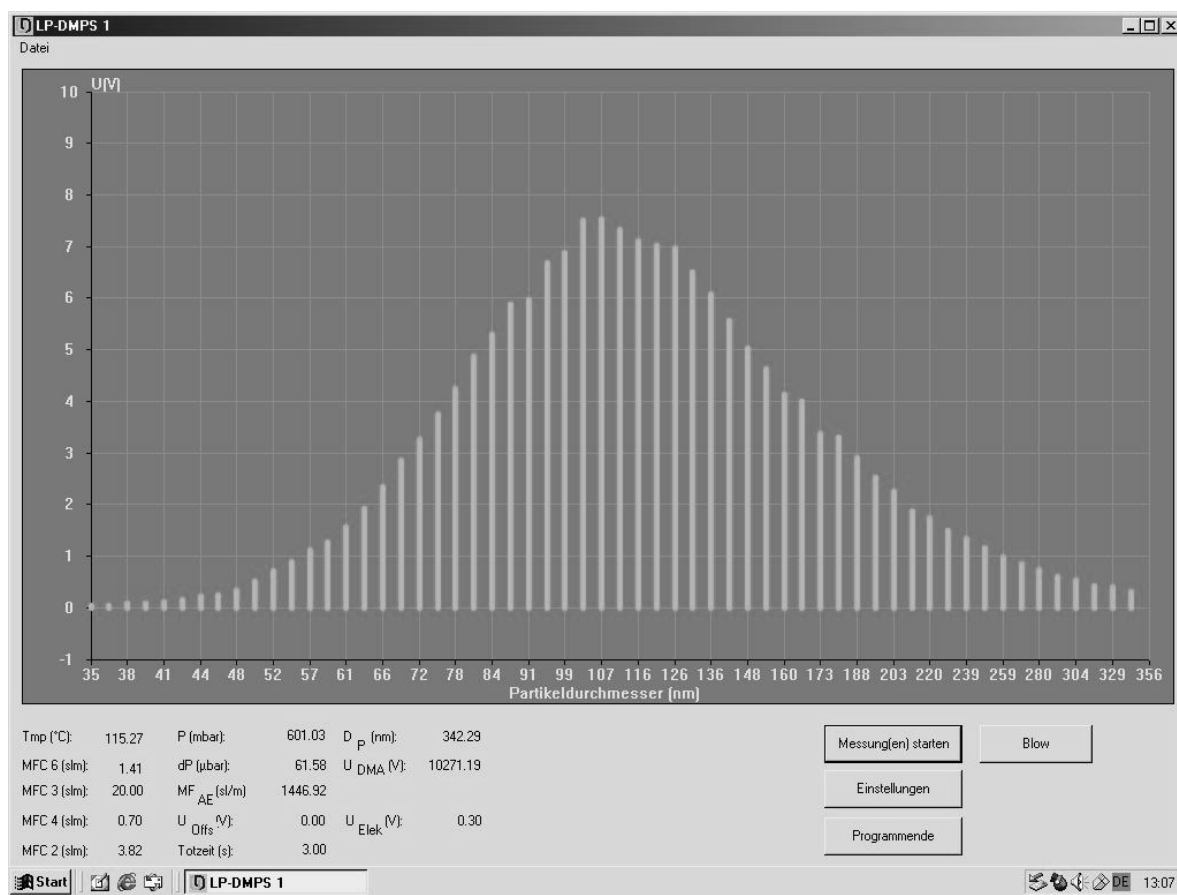 LP-DMPS 1
Datei
U(V)
10
9
8
7
6
5
4
3
2
1
0
-1
35 38 41 44 48 52 57 61 66 72 78 84 91 99 107 116 126 136 148 160 173 188 203 220 239 259 280 304 329 356
Partikeldurchmesser (nm)
Tmp (°C): 115.27 P (mbar): 601.03 D P (nm): 342.29
MFC 6 (slm): 1.41 dP (µbar): 61.58 U DMA (V): 10271.19
MFC 3 (slm): 20.00 MF AE (sl/m) 1446.92
MFC 4 (slm): 0.70 U Offs (V): 0.00 U Elek (V): 0.30
MFC 2 (slm): 3.82 Totzeit (s): 3.00
Messung(en) starten Blow
Einstellungen
Programmende
Start LP-DMPS 1 DE 13:07